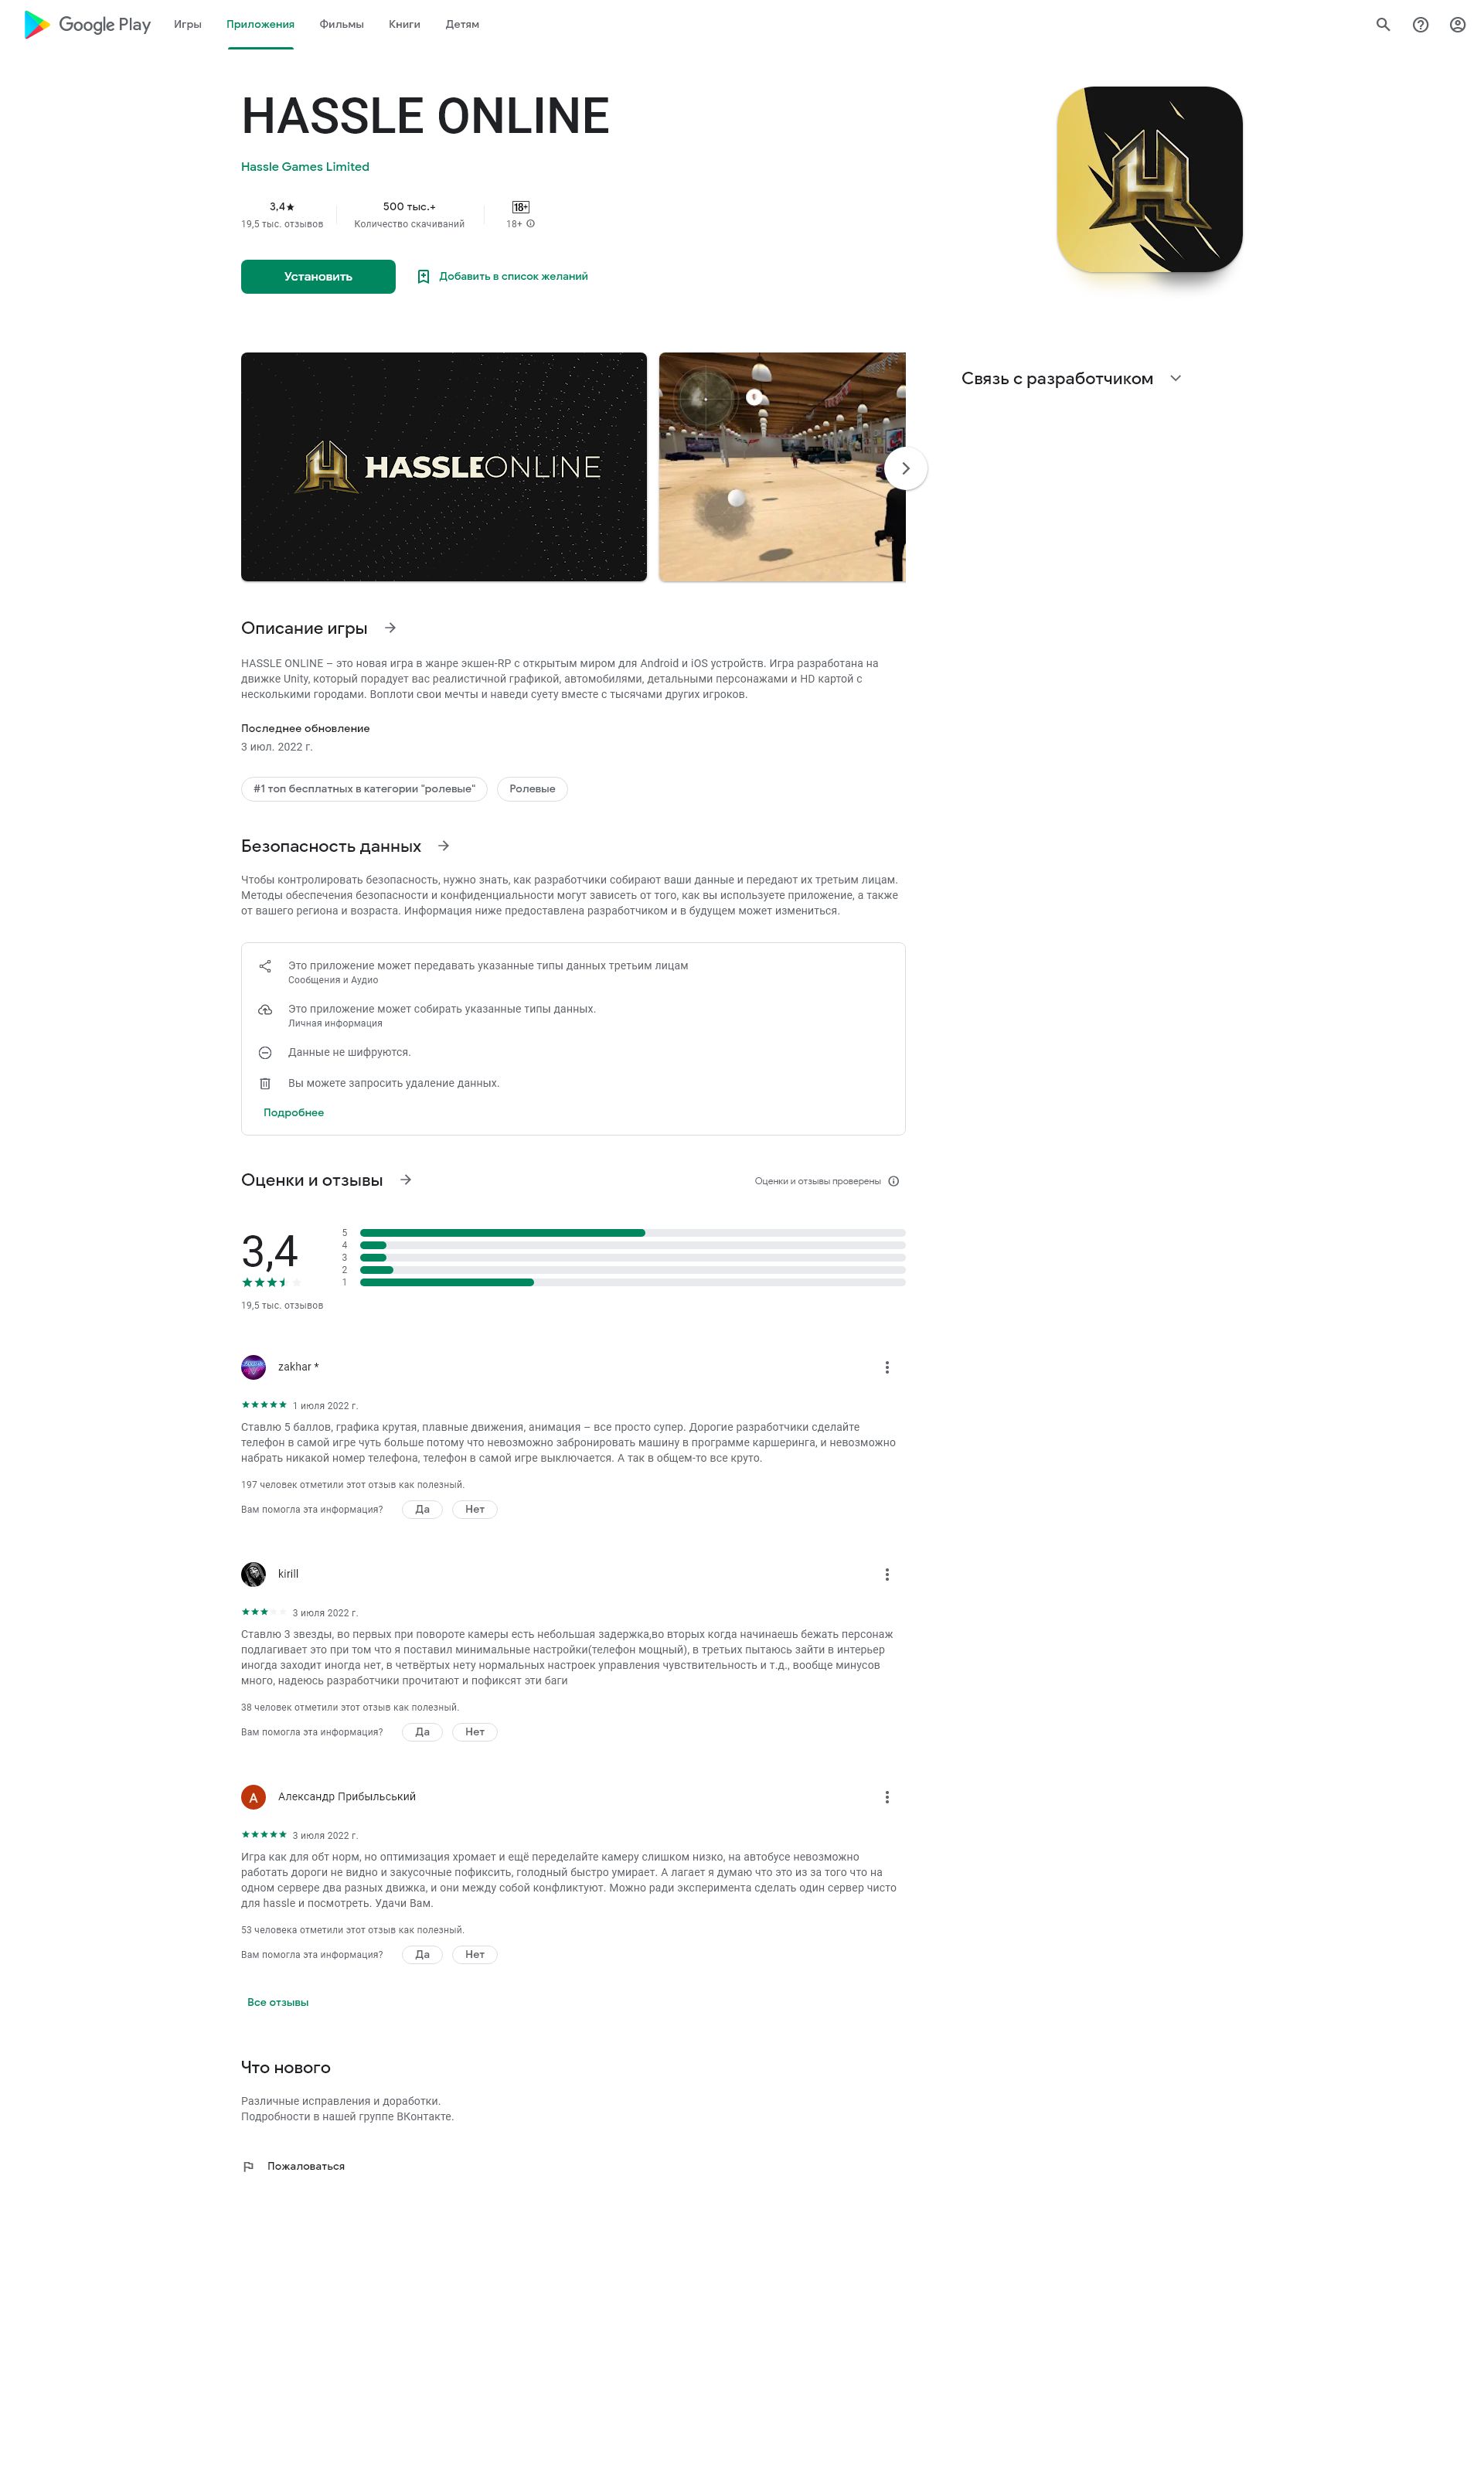 Google Play Игры Приложения Фильмы Книги Детям
HASSLE ONLINE
Hassle Games Limited
3,4★ 500 тыс.+ 18+
19,5 тыс. отзывов Количество скачиваний 18+
Установить Добавить в список желаний
HASSLEONLINE
Связь с разработчиком
Описание игры
HASSLE ONLINE – это новая игра в жанре экшен-RP с открытым миром для Android и iOS устройств. Игра разработана на
движке Unity, который порадует вас реалистичной графикой, автомобилями, детальными персонажами и HD картой с
несколькими городами. Воплоти свои мечты и наведи суету вместе с тысячами других игроков.
Последнее обновление
3 июл. 2022 г.
#1 топ бесплатных в категории "ролевые" Ролевые
Безопасность данных
Чтобы контролировать безопасность, нужно знать, как разработчики собирают ваши данные и передают их третьим лицам.
Методы обеспечения безопасности и конфиденциальности могут зависеть от того, как вы используете приложение, а также
от вашего региона и возраста. Информация ниже предоставлена разработчиком и в будущем может измениться.
Это приложение может передавать указанные типы данных третьим лицам
Сообщения и Аудио
Это приложение может собирать указанные типы данных.
Личная информация
Данные не шифруются.
Вы можете запросить удаление данных.
Подробнее
Оценки и отзывы Оценки и отзывы проверены
3,4
5
4
3
2
1
19,5 тыс. отзывов
zakhar *
1 июля 2022 г.
Ставлю 5 баллов, графика крутая, плавные движения, анимация – все просто супер. Дорогие разработчики сделайте
телефон в самой игре чуть больше потому что невозможно забронировать машину в программе каршеринга, и невозможно
набрать никакой номер телефона, телефон в самой игре выключается. А так в общем-то все круто.
197 человек отметили этот отзыв как полезный.
Вам помогла эта информация? Да Нет
kirill
3 июля 2022 г.
Ставлю 3 звезды, во первых при повороте камеры есть небольшая задержка,во вторых когда начинаешь бежать персонаж
подлагивает это при том что я поставил минимальные настройки(телефон мощный), в третьих пытаюсь зайти в интерьер
иногда заходит иногда нет, в четвёртых нету нормальных настроек управления чувствительность и т.д., вообще минусов
много, надеюсь разработчики прочитают и пофиксят эти баги
38 человек отметили этот отзыв как полезный.
Вам помогла эта информация? Да Нет
А Александр Прибыльський
3 июля 2022 г.
Игра как для обт норм, но оптимизация хромает и ещё переделайте камеру слишком низко, на автобусе невозможно
работать дороги не видно и закусочные пофиксить, голодный быстро умирает. А лагает я думаю что это из за того что на
одном сервере два разных движка, и они между собой конфликтуют. Можно ради эксперимента сделать один сервер чисто
для hassle и посмотреть. Удачи Вам.
53 человека отметили этот отзыв как полезный.
Вам помогла эта информация? Да Нет
Все отзывы
Что нового
Различные исправления и доработки.
Подробности в нашей группе ВКонтакте.
Пожаловаться